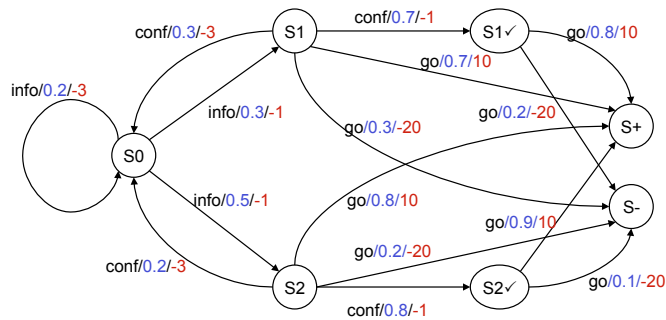 conf/0.7/-1
S1
S1✓
conf/0.3/-3
go/0.8/10
go/0.7/10
info/0.2/-3
info/0.3/-1
go/0.2/-20
go/0.3/-20
S+
S0
info/0.5/-1
go/0.8/10
S-
go/0.9/10
conf/0.2/-3
go/0.2/-20
S2
S2✓
go/0.1/-20
conf/0.8/-1